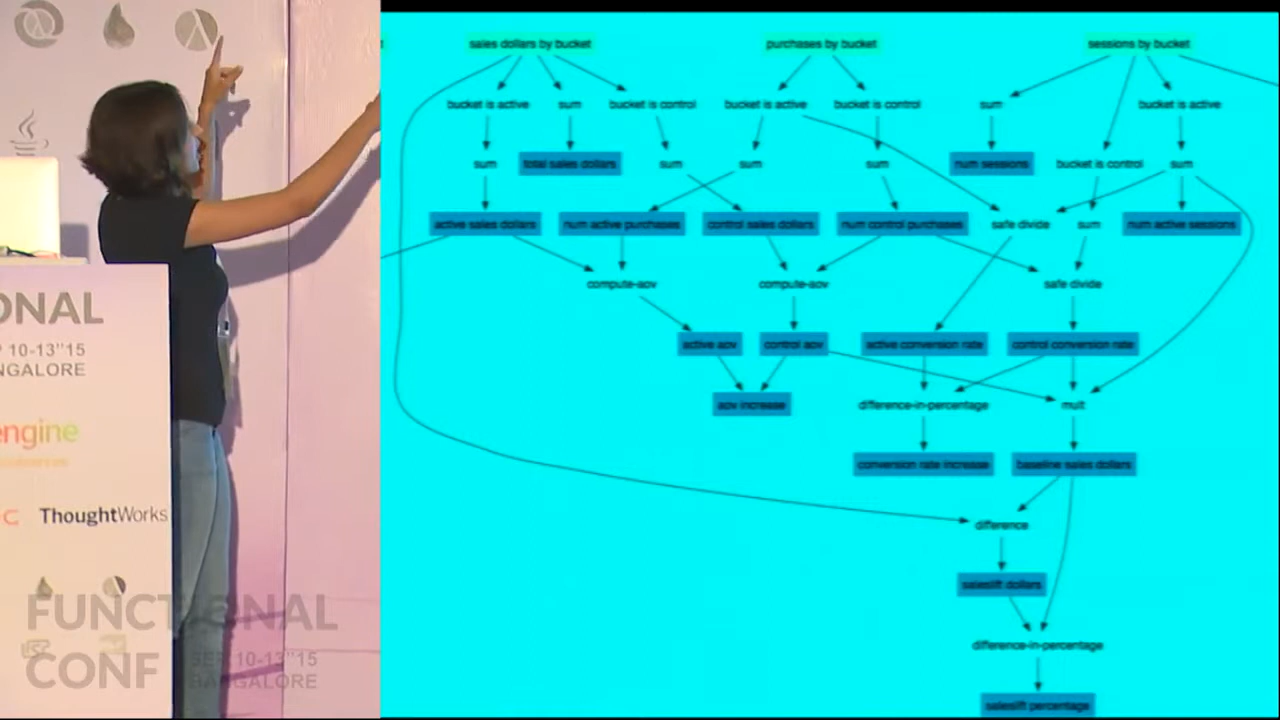 sales dollars by bucket
purchases by bucket
sessions by bucket
bucket is active
sum
bucket is control
bucket is active
bucket is control
sum
bucket is active
sum
total sales dollars
sum
sum
sum
num sessions
bucket is control
sum
active sales dollars
num active purchases
control sales dollars
num control purchases
safe divide
sum
num active sessions
compute-aov
compute-aov
safe divide
active aov
control aov
active conversion rate
control conversion rate
aov increase
difference-in-percentage
mult
conversion rate increase
baseline sales dollars
difference
saleslift dollars
difference-in-percentage
saleslift percentage
ONAL
10-13"15
NGALORE
engine
C
ThoughtWorks
FUNCTIONAL
CONF
SEP 10-13"15
BANGALORE